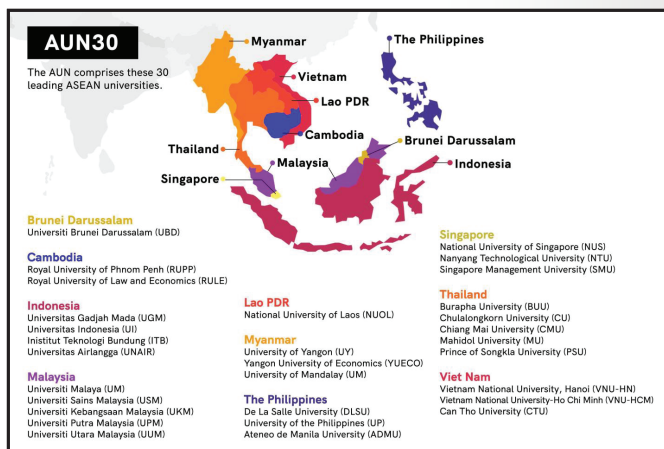 AUN30
The AUN comprises these 30
leading ASEAN universities.
Myanmar
The Philippines
Vietnam
Lao PDR
Cambodia
Brunei Darussalam
Thailand
Malaysia
Indonesia
Singapore
Brunei Darussalam
Universiti Brunei Darussalam (UBD)
Cambodia
Royal University of Phnom Penh (RUPP)
Royal University of Law and Economics (RULE)
Indonesia
Universitas Gadjah Mada (UGM)
Universitas Indonesia (UI)
Inistitut Teknologi Bundung (ITB)
Universitas Airlangga (UNAIR)
Malaysia
Universiti Malaya (UM)
Universiti Sains Malaysia (USM)
Universiti Kebangsaan Malaysia (UKM)
Universiti Putra Malaysia (UPM)
Universiti Utara Malaysia (UUM)
Lao PDR
National University of Laos (NUOL)
Myanmar
University of Yangon (UY)
Yangon University of Economics (YUECO)
University of Mandalay (UM)
The Philippines
De La Salle University (DLSU)
University of the Philippines (UP)
Ateneo de Manila University (ADMU)
Singapore
National University of Singapore (NUS)
Nanyang Technological University (NTU)
Singapore Management University (SMU)
Thailand
Burapha University (BUU)
Chulalongkorn University (CU)
Chiang Mai University (CMU)
Mahidol University (MU)
Prince of Songkla University (PSU)
Viet Nam
Vietnam National University, Hanoi (VNU-HN)
Vietnam National University-Ho Chi Minh (VNU-HCM)
Can Tho University (CTU)